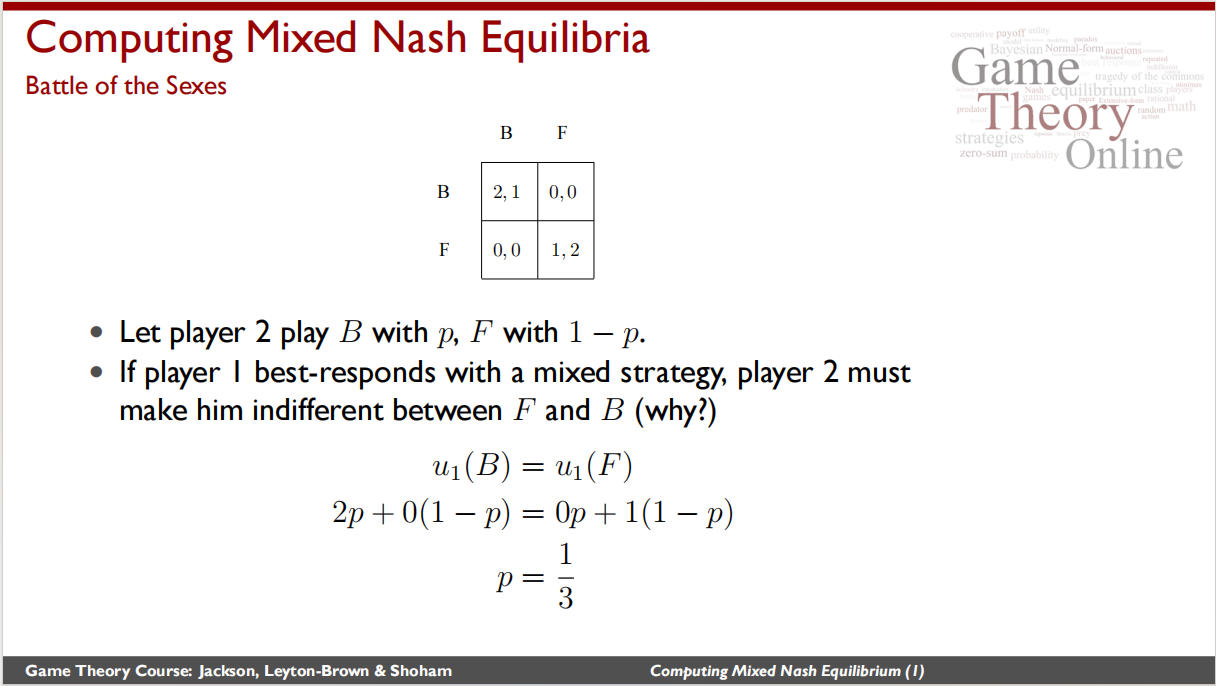 Computing Mixed Nash Equilibria
Battle of the Sexes
cooperative payoff utility
Bayesian Normal-form auctions
repeated
Game
tragedy of the commons
Nash equilibrium class players
games
predator
Theory
random math
action
strategies
zero-sum probability
Online
B F
B 2, 1 0, 0
F 0, 0 1, 2
• Let player 2 play B with p, F with 1 − p.
• If player 1 best-responds with a mixed strategy, player 2 must
make him indifferent between F and B (why?)
u₁(B) = u₁(F)
2p + 0(1 − p) = 0p + 1(1 − p)
p = 1/3
Game Theory Course: Jackson, Leyton-Brown & Shoham Computing Mixed Nash Equilibrium (1)